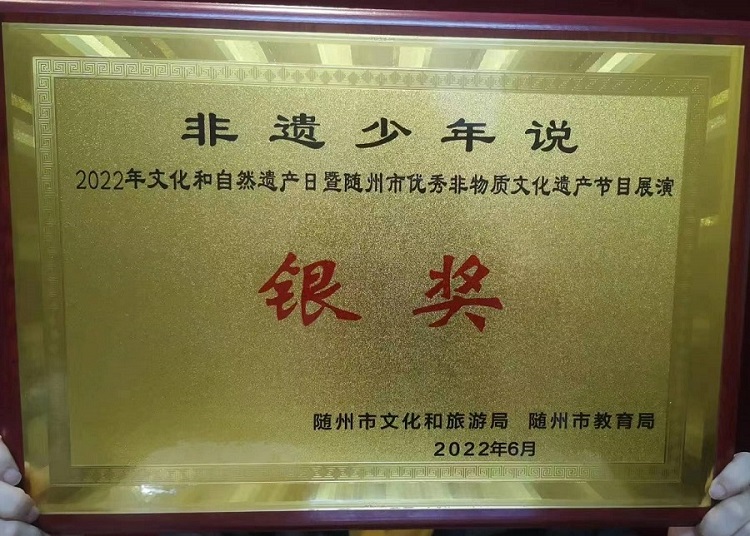 非遗少年说
2022年文化和自然遗产日暨随州市优秀非物质文化遗产节目展演
银奖
随州市文化和旅游局 随州市教育局
2022年6月